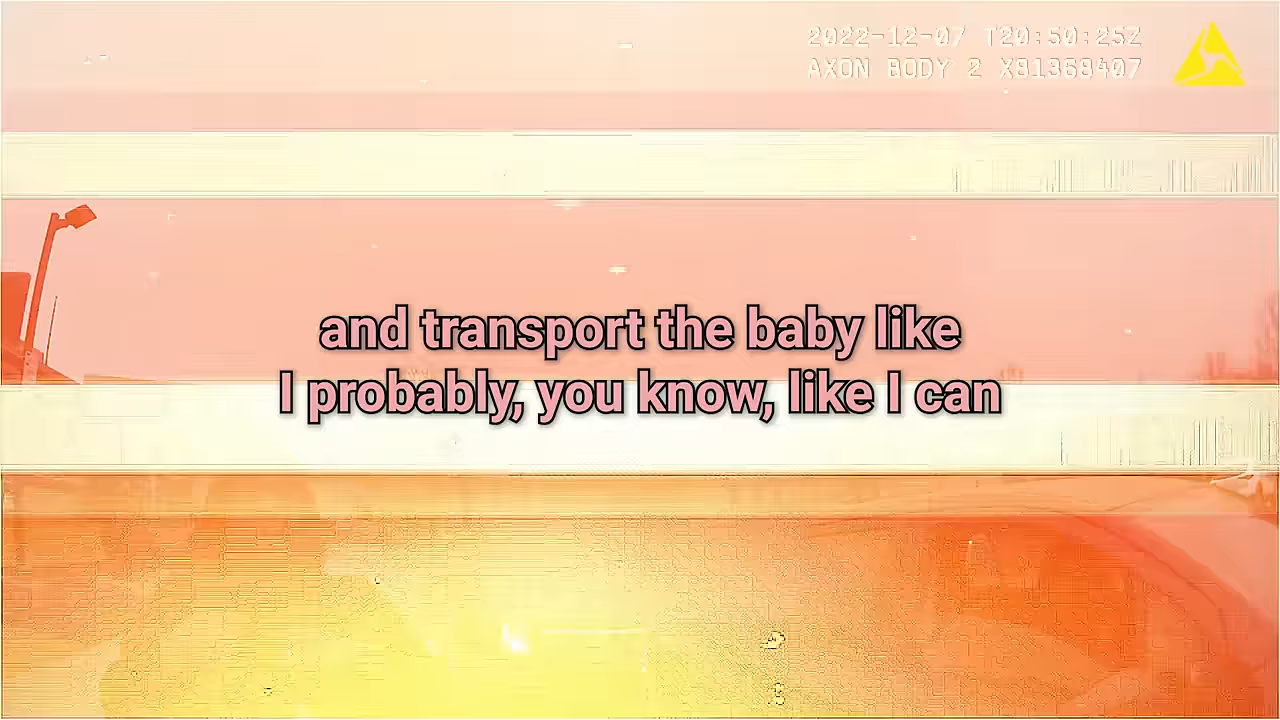 2022-12-07 T20:50:25Z
AXON BODY 2 X81368407
and transport the baby like
I probably, you know, like I can